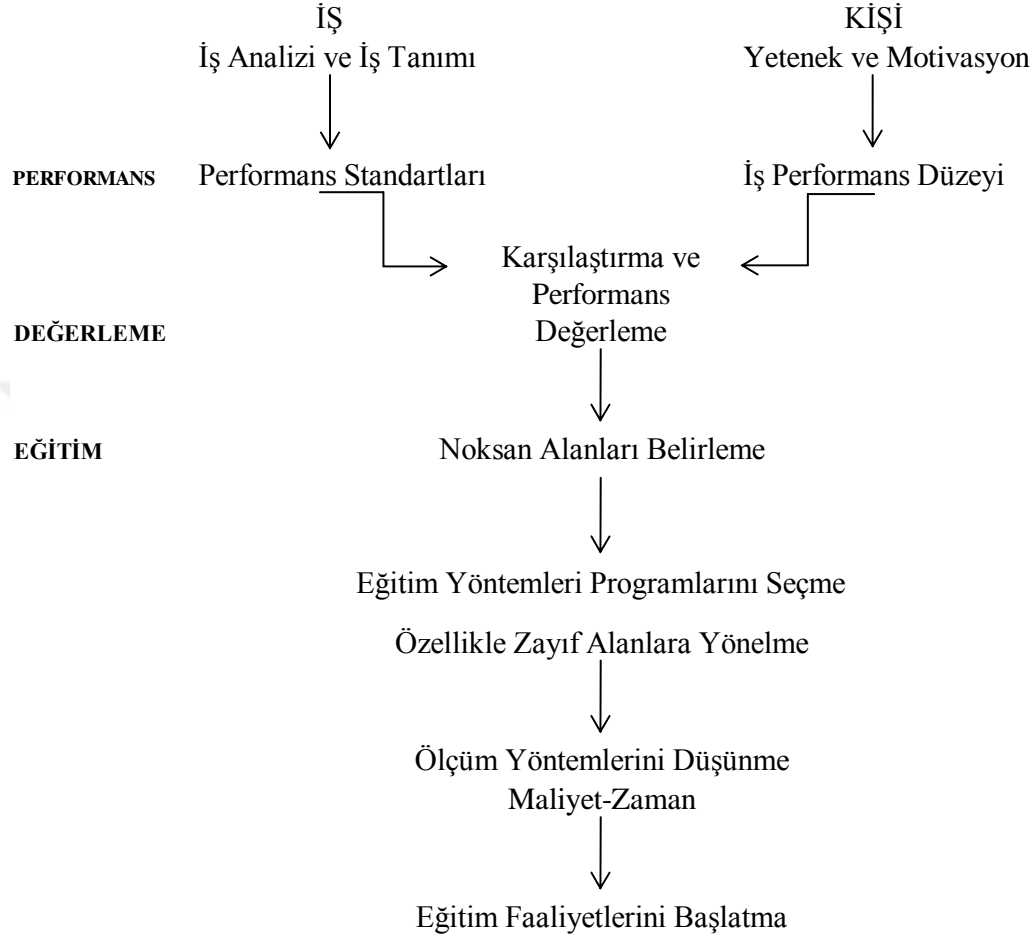 İŞ
KİŞİ
İş Analizi ve İş Tanımı
Yetenek ve Motivasyon
PERFORMANS
Performans Standartları
İş Performans Düzeyi
Karşılaştırma ve
Performans
DEĞERLEME
Değerleme
EĞİTİM
Noksan Alanları Belirleme
Eğitim Yöntemleri Programlarını Seçme
Özellikle Zayıf Alanlara Yönelme
Ölçüm Yöntemlerini Düşünme
Maliyet-Zaman
Eğitim Faaliyetlerini Başlatma